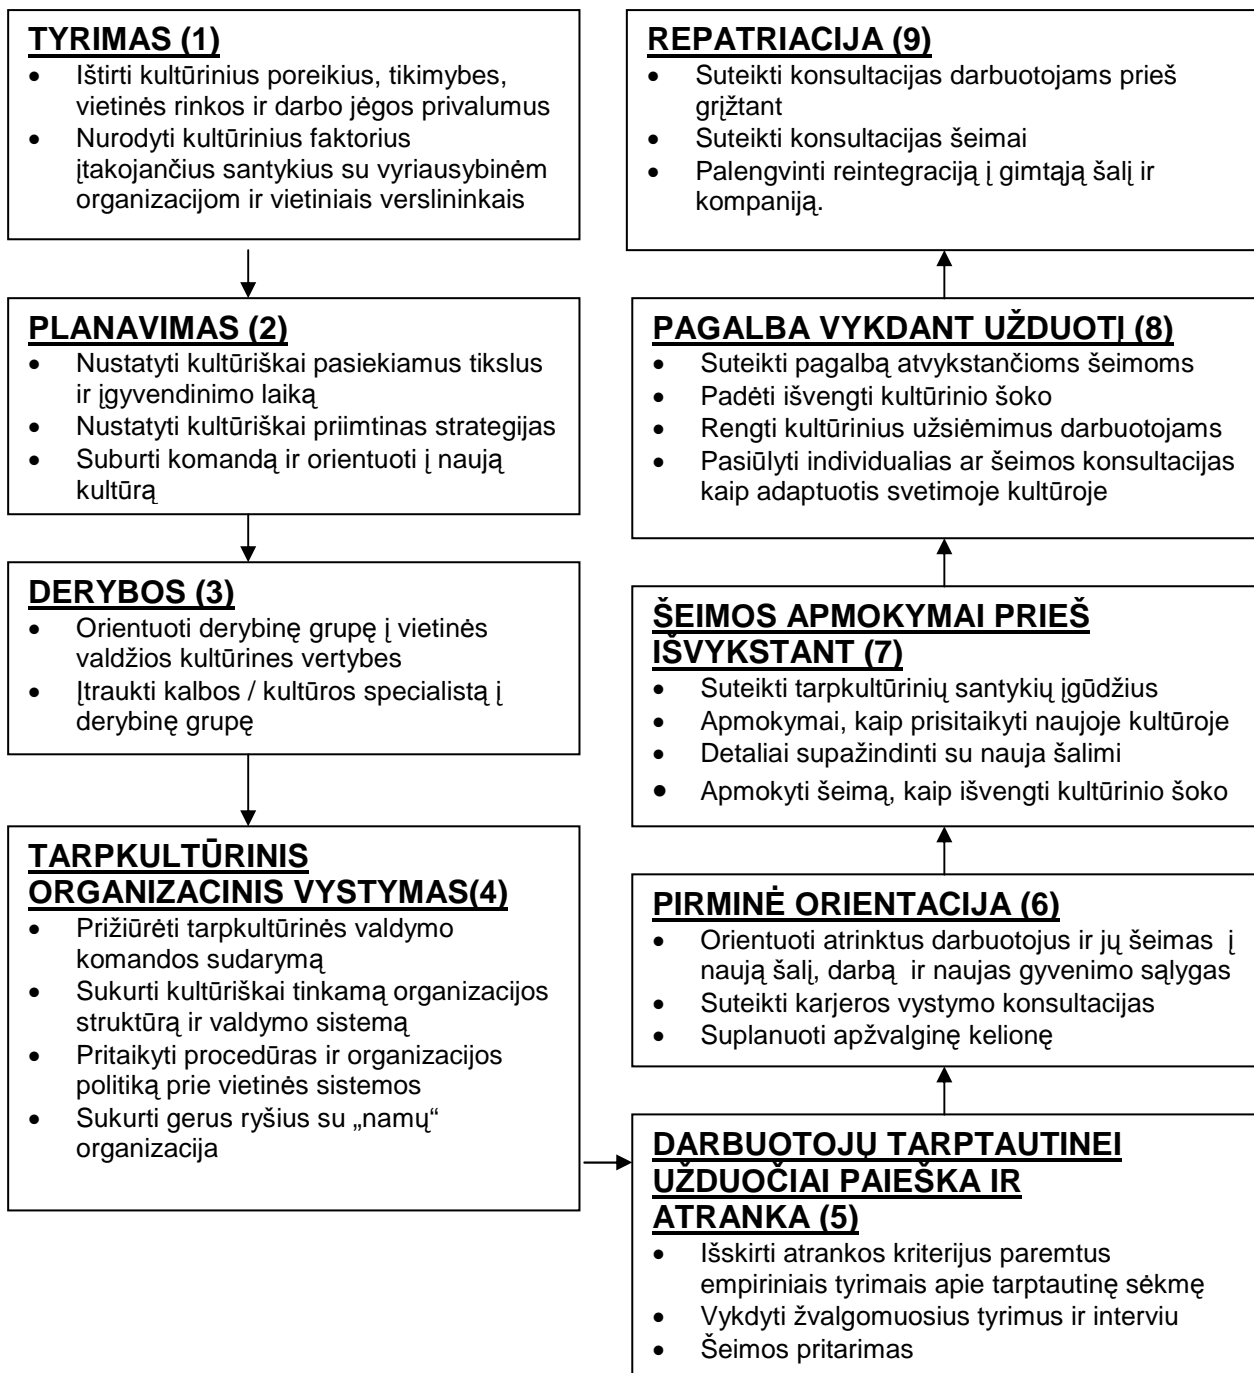 TYRIMAS (1)
• Ištirti kultūrinius poreikius, tikimybes,
vietinės rinkos ir darbo jėgos privalumus
• Nurodyti kultūrinius faktorius
įtakojančius santykius su vyriausybinėm
organizacijom ir vietiniais verslininkais
PLANAVIMAS (2)
• Nustatyti kultūriškai pasiekiamus tikslus
ir įgyvendinimo laiką
• Nustatyti kultūriškai priimtinas strategijas
• Suburti komandą ir orientuoti į naują
kultūrą
DERYBOS (3)
• Orientuoti derybinę grupę į vietinės
valdžios kultūrines vertybes
• Įtraukti kalbos / kultūros specialistą į
derybinę grupę
TARPKULTŪRINIS
ORGANIZACINIS VYSTYMAS(4)
• Prižiūrėti tarpkultūrinės valdymo
komandos sudarymą
• Sukurti kultūriškai tinkamą organizacijos
struktūrą ir valdymo sistemą
• Pritaikyti procedūras ir organizacijos
politiką prie vietinės sistemos
• Sukurti gerus ryšius su „namų“
organizacija
DARBUOTOJŲ TARPTAUTINEI
UŽDUOČIAI PAIEŠKA IR
ATRANKA (5)
• Išskirti atrankos kriterijus paremtus
empiriniais tyrimais apie tarptautinę sėkmę
• Vykdyti žvalgomuosius tyrimus ir interviu
• Šeimos pritarimas
PIRMINĖ ORIENTACIJA (6)
• Orientuoti atrinktus darbuotojus ir jų šeimas į
naują šalį, darbą ir naujas gyvenimo sąlygas
• Suteikti karjeros vystymo konsultacijas
• Suplanuoti apžvalginę kelionę
ŠEIMOS APMOKYMAI PRIEŠ
IŠVYKSTANT (7)
• Suteikti tarpkultūrinių santykių įgūdžius
• Apmokymai, kaip prisitaikyti naujoje kultūroje
• Detaliai supažindinti su nauja šalimi
• Apmokyti šeimą, kaip išvengti kultūrinio šoko
PAGALBA VYKDANT UŽDUOTĮ (8)
• Suteikti pagalbą atvykstančioms šeimoms
• Padėti išvengti kultūrinio šoko
• Rengti kultūrinius užsiėmimus darbuotojams
• Pasiūlyti individualias ar šeimos konsultacijas
kaip adaptuotis svetimoje kultūroje
REPATRIACIJA (9)
• Suteikti konsultacijas darbuotojams prieš
grįžtant
• Suteikti konsultacijas šeimai
• Palengvinti reintegraciją į gimtąją šalį ir
kompaniją.